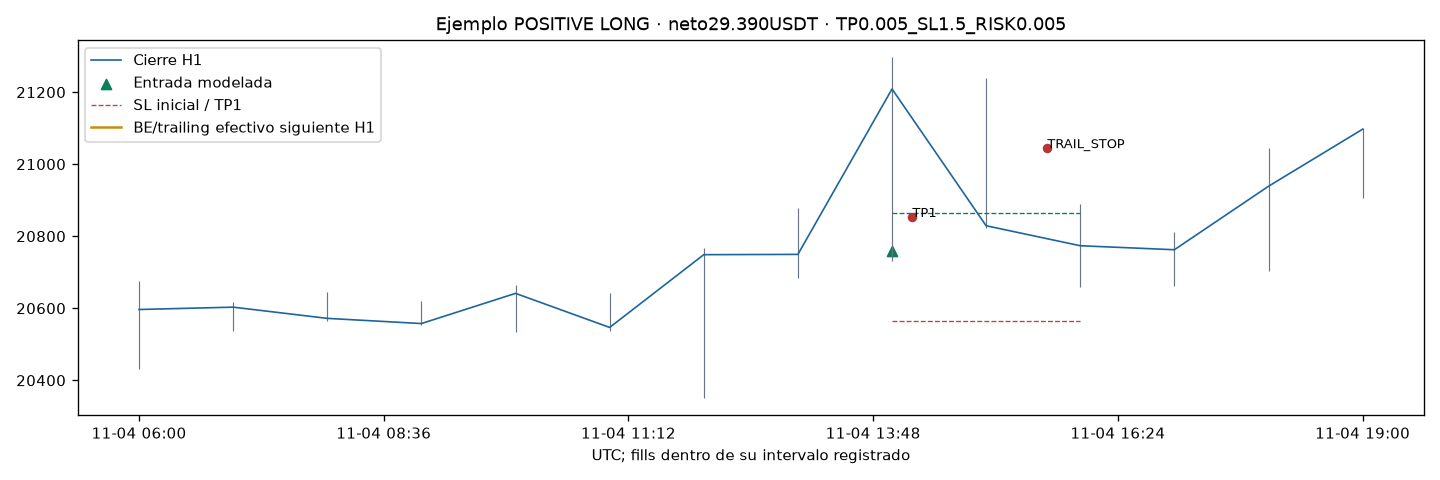 Ejemplo POSITIVE LONG · neto29.390USDT · TP0.005_SL1.5_RISK0.005
Cierre H1
Entrada modelada
SL inicial / TP1
BE/trailing efectivo siguiente H1
21200
21000
20800
20600
20400
TRAIL_STOP
TP1
11-04 06:00
11-04 08:36
11-04 11:12
11-04 13:48
11-04 16:24
11-04 19:00
UTC; fills dentro de su intervalo registrado